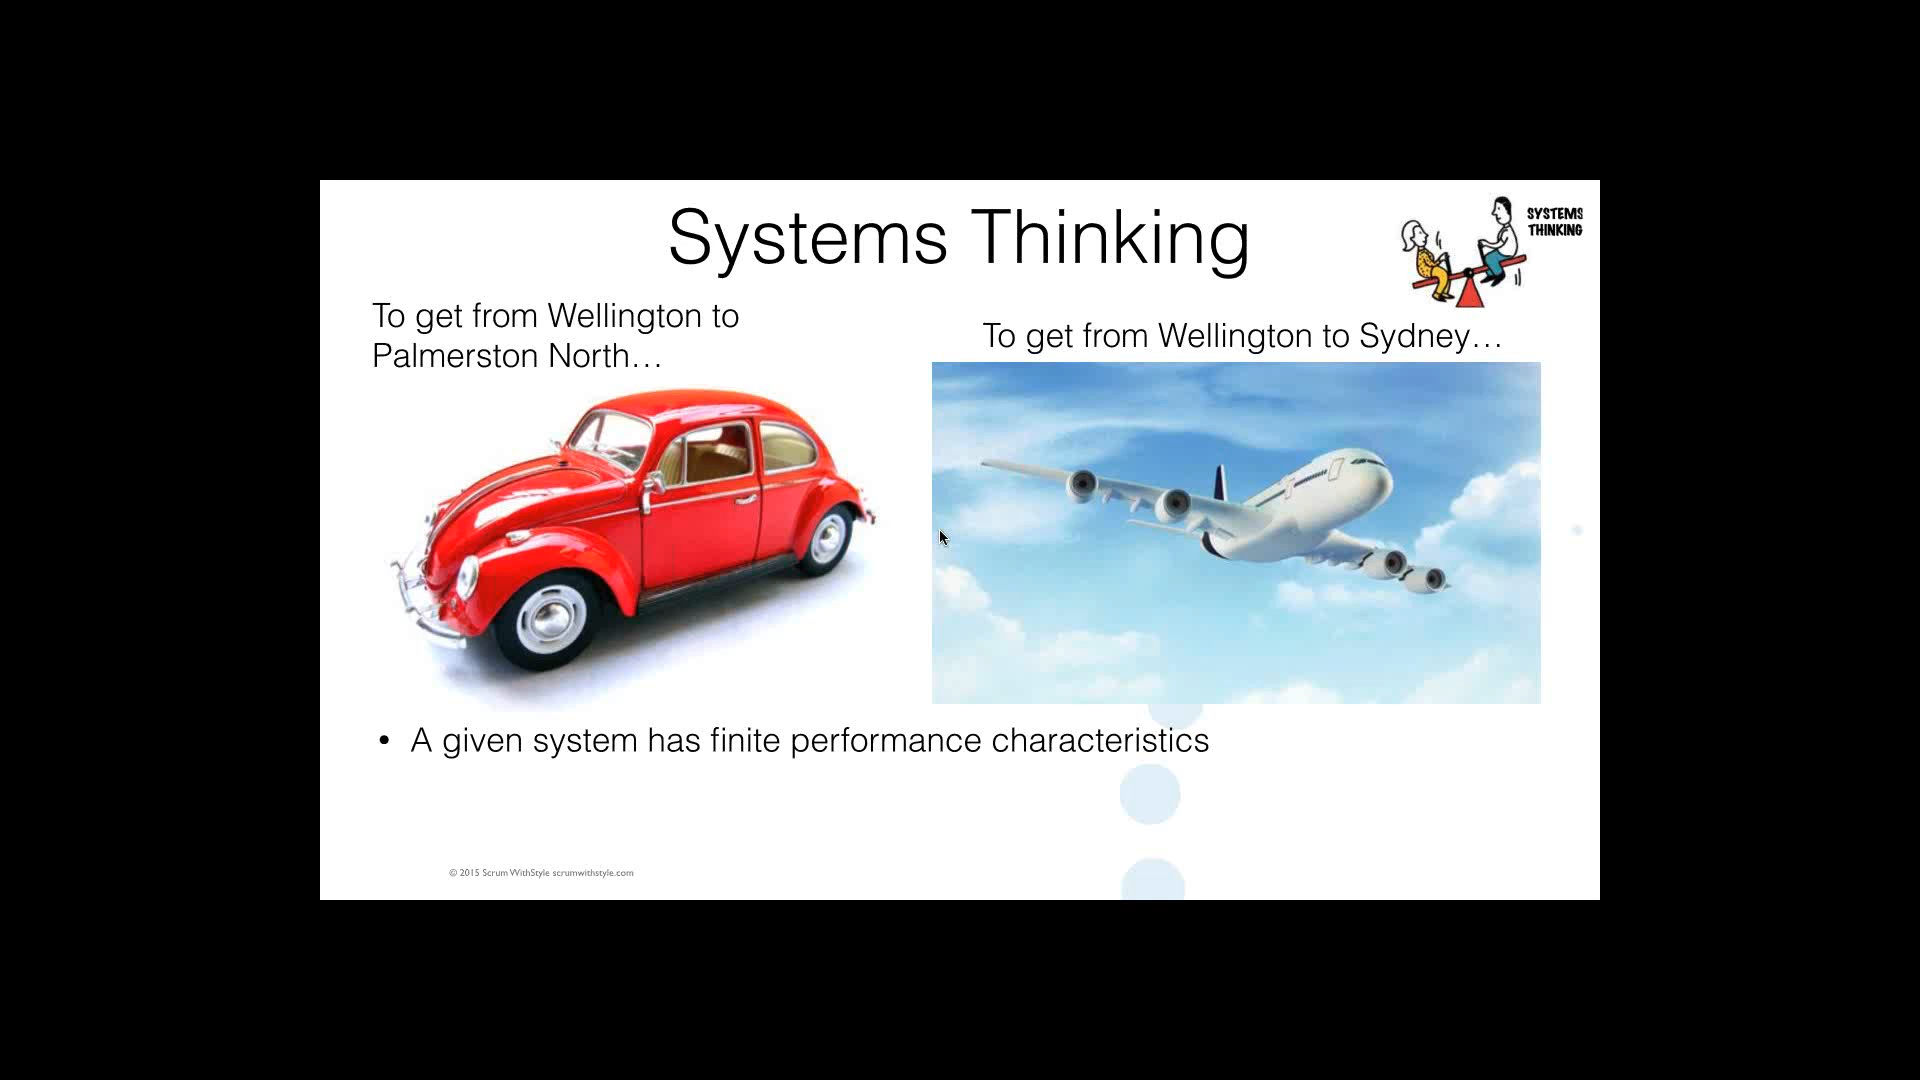 Systems Thinking
SYSTEMS
THINKING
To get from Wellington to
Palmerston North…
To get from Wellington to Sydney…
• A given system has finite performance characteristics
© 2015 Scrum WithStyle scrumwithstyle.com